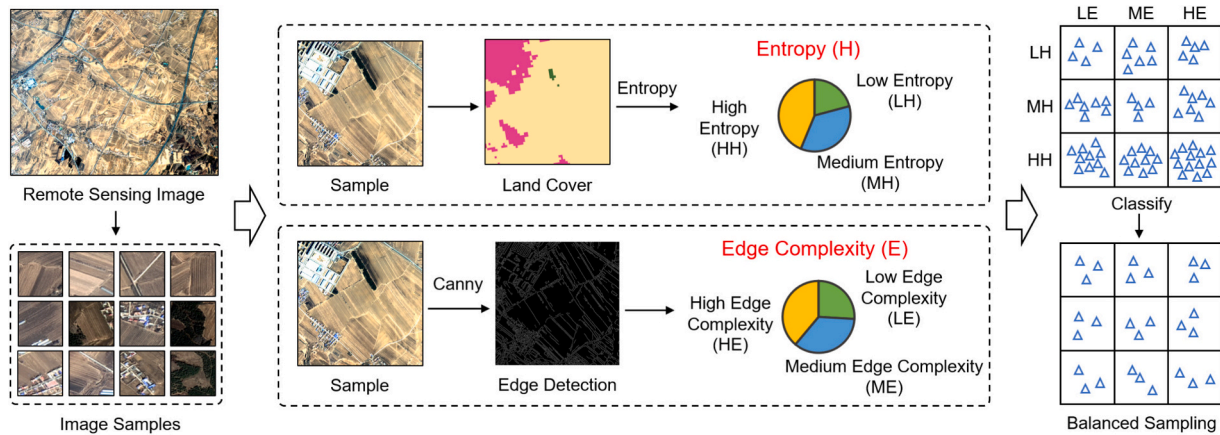 Remote Sensing Image
Image Samples
Sample
Land Cover
Entropy
Entropy (H)
Low Entropy
(LH)
High
Entropy
(HH)
Medium Entropy
(MH)
Sample
Canny
Edge Detection
Edge Complexity (E)
Low Edge
Complexity
(LE)
High Edge
Complexity
(HE)
Medium Edge Complexity
(ME)
LE ME HE
LH
MH
HH
Classify
Balanced Sampling